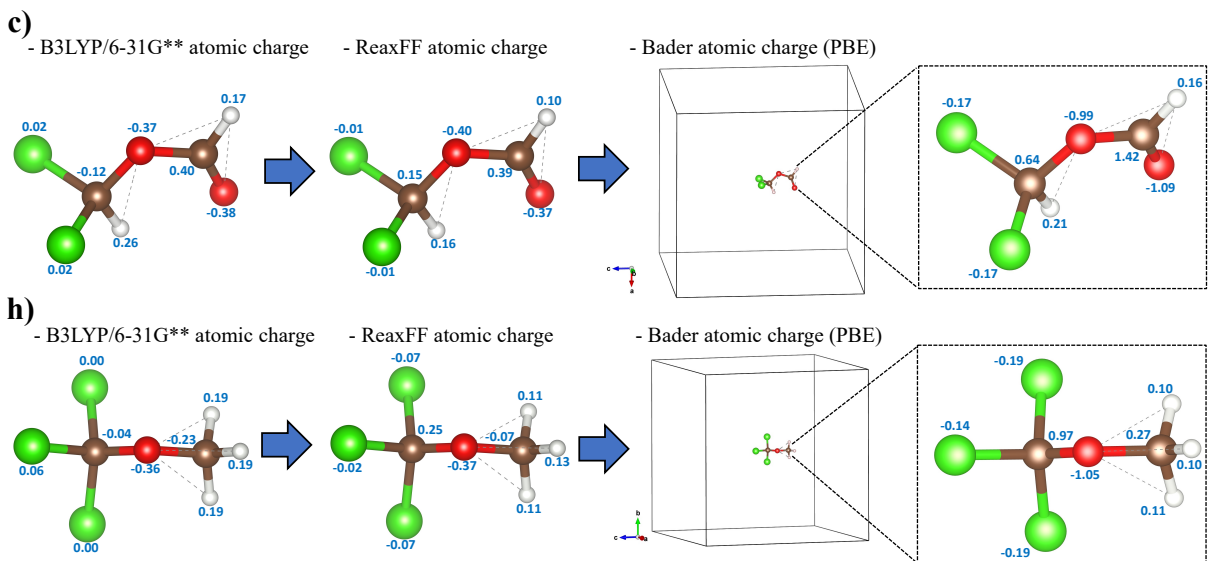 c)
- B3LYP/6-31G** atomic charge - ReaxFF atomic charge - Bader atomic charge (PBE)
0.17 0.10 0.16
0.02 -0.37 -0.01 -0.40 -0.17 -0.99
-0.12 0.40 0.15 0.39 0.64 1.42
-0.38 -0.37 -1.09
0.26 0.16 0.21
0.02 -0.01 -0.17
c b a
h)
- B3LYP/6-31G** atomic charge - ReaxFF atomic charge - Bader atomic charge (PBE)
0.00 -0.07 -0.19
0.19 0.11 0.10
0.06 -0.04 -0.23 -0.02 0.25 -0.07 -0.14 0.97 0.27
-0.36 0.19 -0.37 0.13 -1.05 0.10
0.19 0.11 0.11
0.00 -0.07 -0.19
b c a